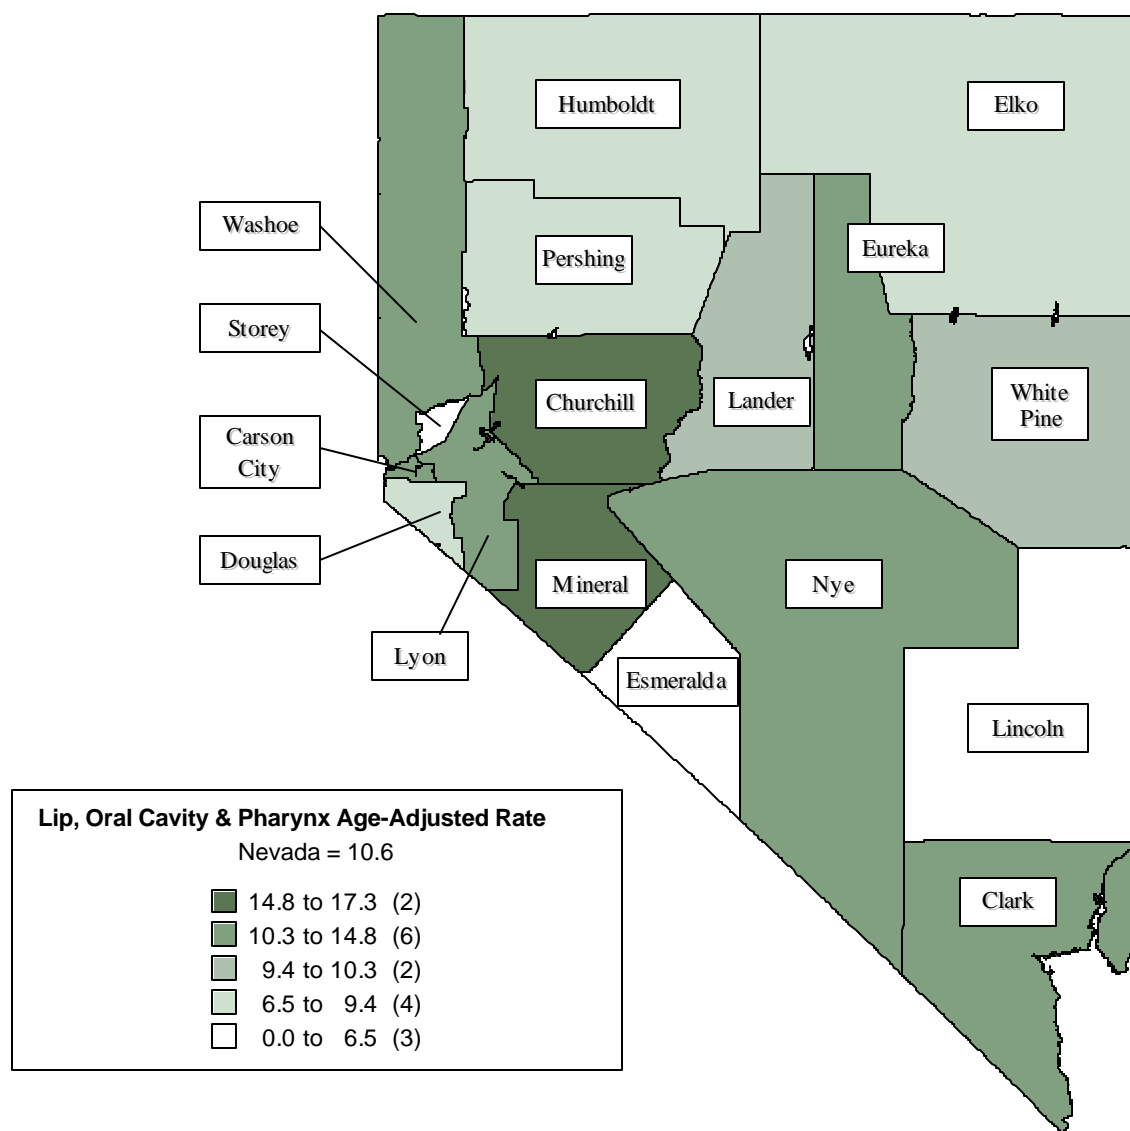 Humboldt
Elko
Washoe
Eureka
Pershing
Storey
Churchill
Lander
White
Pine
Carson
City
Douglas
Mineral
Nye
Lyon
Esmeralda
Lincoln
Lip, Oral Cavity & Pharynx Age-Adjusted Rate
Nevada = 10.6
14.8 to 17.3 (2)
10.3 to 14.8 (6)
9.4 to 10.3 (2)
6.5 to 9.4 (4)
0.0 to 6.5 (3)
Clark